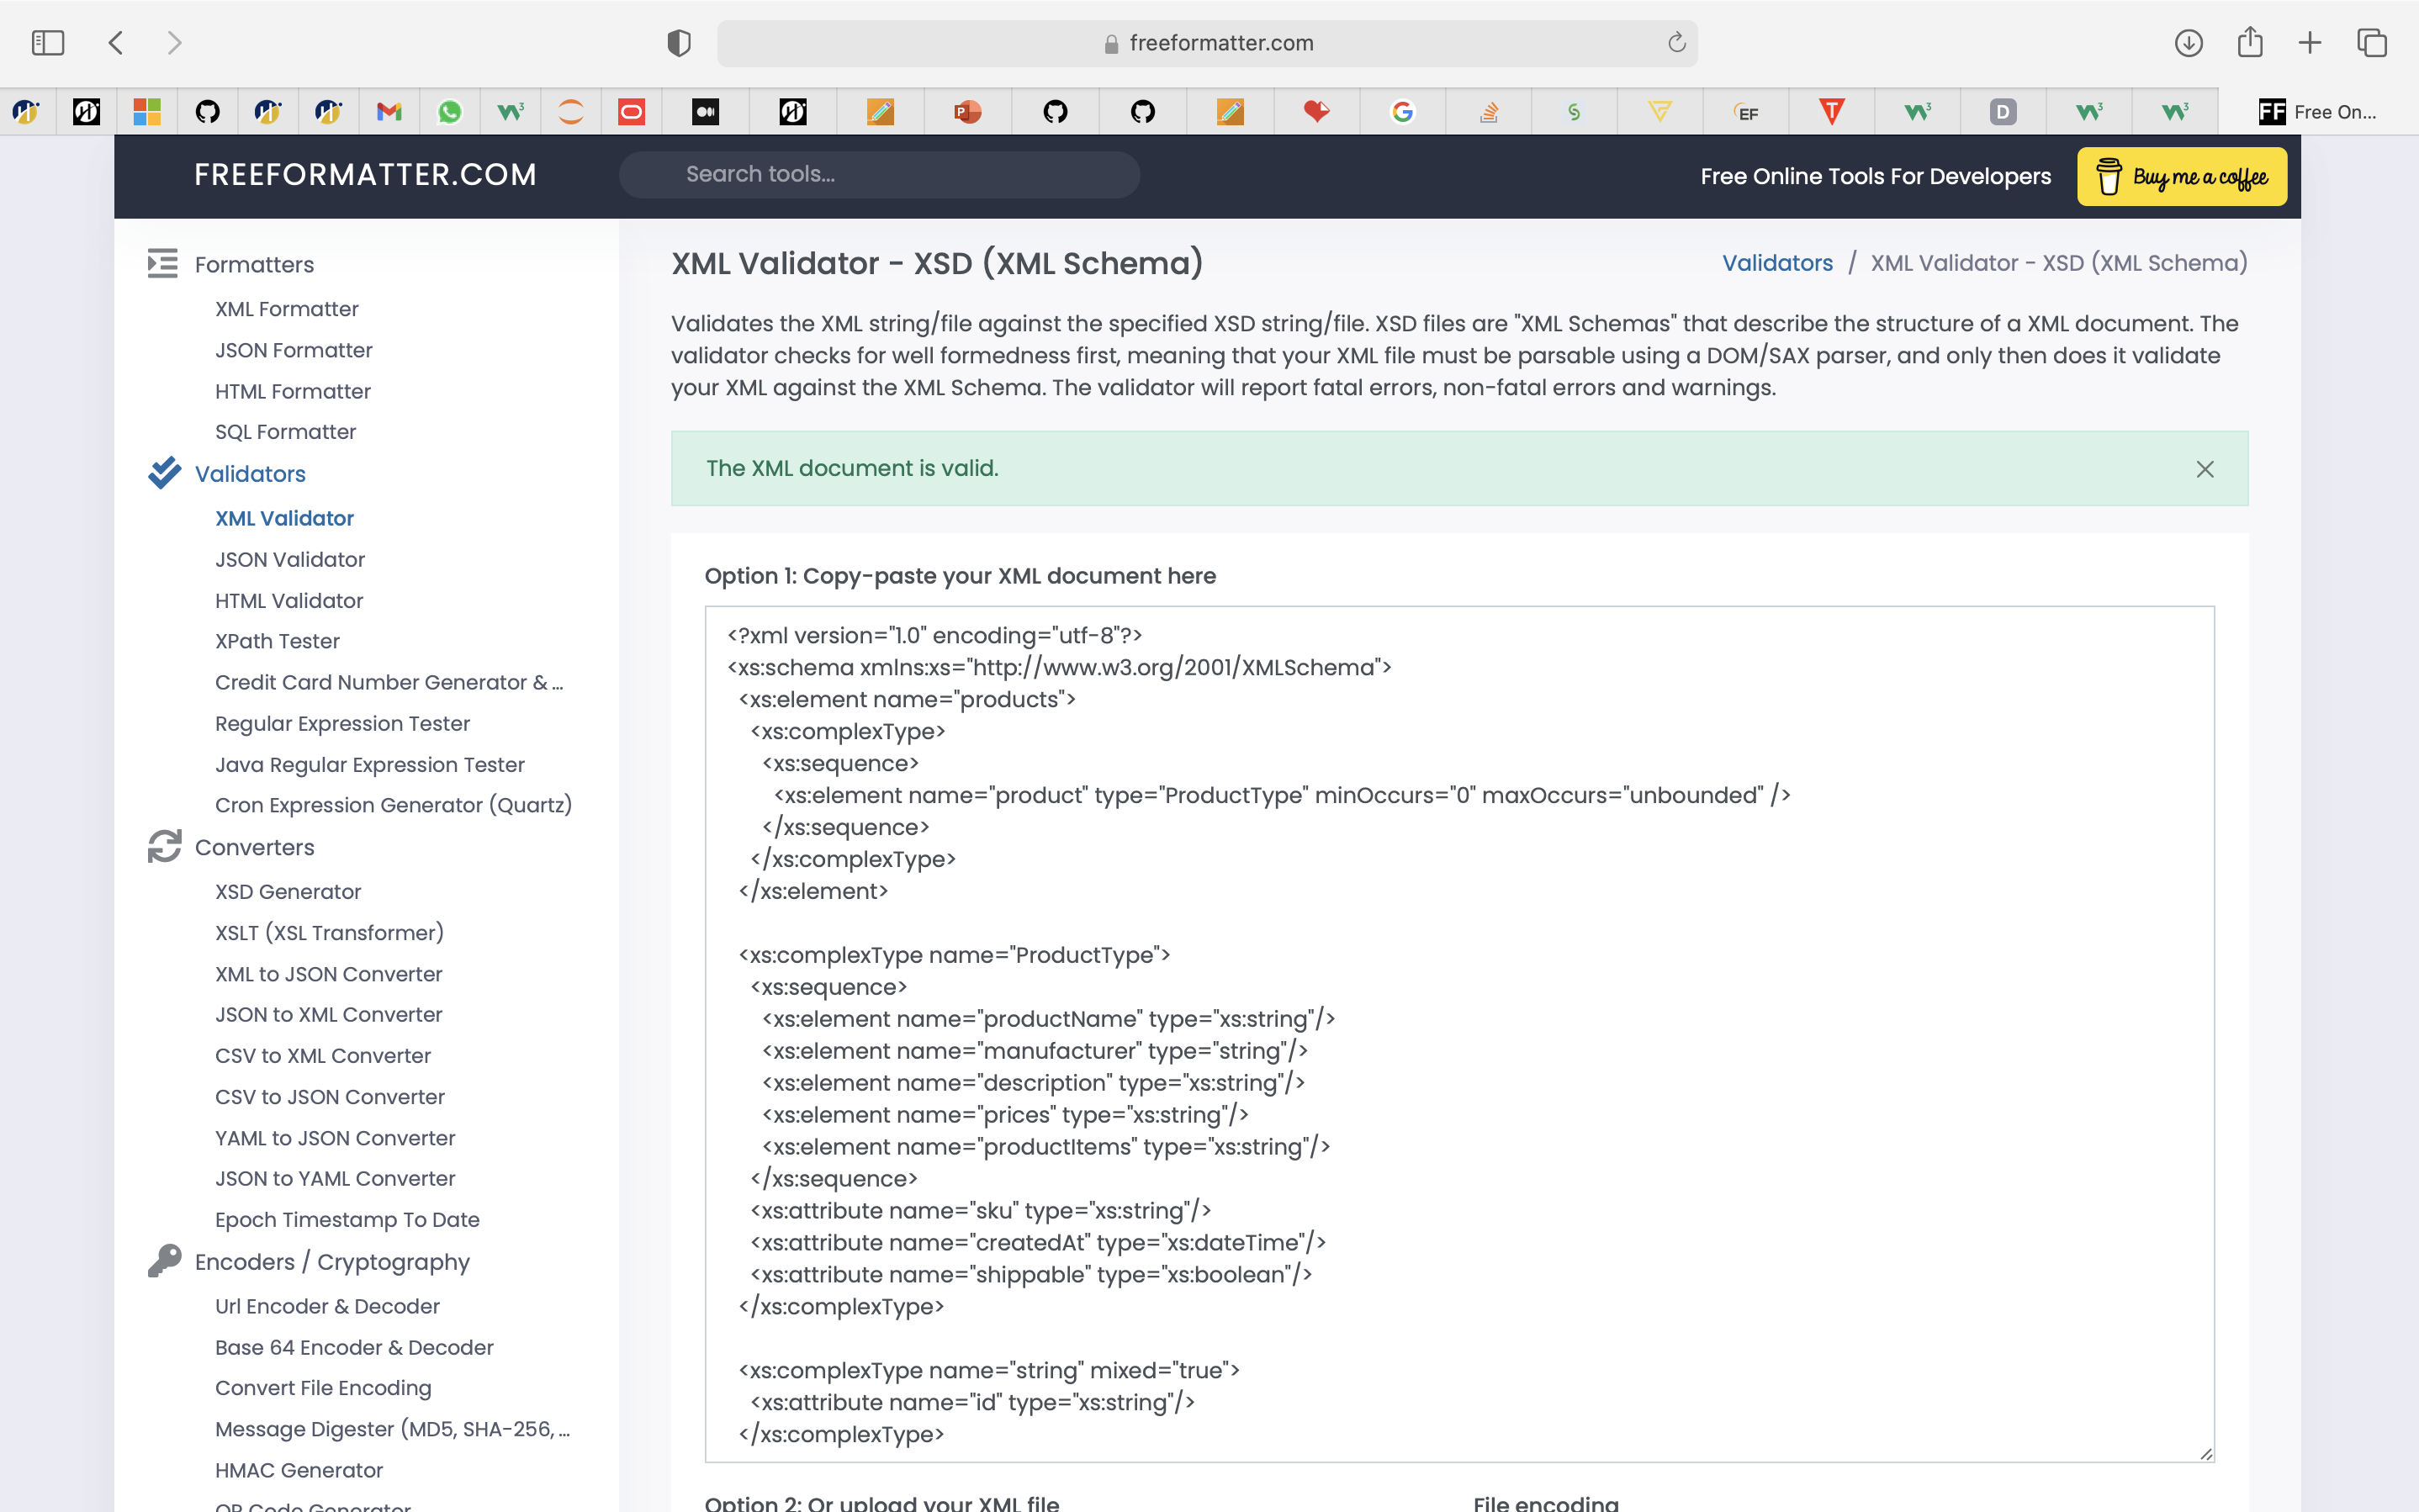 freeformatter.com
Free On...
FREEFORMATTER.COM
Search tools...
Free Online Tools For Developers
Buy me a coffee
Formatters
XML Formatter
JSON Formatter
HTML Formatter
SQL Formatter
Validators
XML Validator
JSON Validator
HTML Validator
XPath Tester
Credit Card Number Generator & ...
Regular Expression Tester
Java Regular Expression Tester
Cron Expression Generator (Quartz)
Converters
XSD Generator
XSLT (XSL Transformer)
XML to JSON Converter
JSON to XML Converter
CSV to XML Converter
CSV to JSON Converter
YAML to JSON Converter
JSON to YAML Converter
Epoch Timestamp To Date
Encoders / Cryptography
Url Encoder & Decoder
Base 64 Encoder & Decoder
Convert File Encoding
Message Digester (MD5, SHA-256, ...
HMAC Generator
QR Code Generator
XML Validator - XSD (XML Schema)
Validators / XML Validator - XSD (XML Schema)
Validates the XML string/file against the specified XSD string/file. XSD files are "XML Schemas" that describe the structure of a XML document. The
validator checks for well formedness first, meaning that your XML file must be parsable using a DOM/SAX parser, and only then does it validate
your XML against the XML Schema. The validator will report fatal errors, non-fatal errors and warnings.
The XML document is valid.
Option 1: Copy-paste your XML document here
<?xml version="1.0" encoding="utf-8"?>
<xs:schema xmlns:xs="http://www.w3.org/2001/XMLSchema">
<xs:element name="products">
<xs:complexType>
<xs:sequence>
<xs:element name="product" type="ProductType" minOccurs="0" maxOccurs="unbounded" />
</xs:sequence>
</xs:complexType>
</xs:element>
<xs:complexType name="ProductType">
<xs:sequence>
<xs:element name="productName" type="xs:string"/>
<xs:element name="manufacturer" type="string"/>
<xs:element name="description" type="xs:string"/>
<xs:element name="prices" type="xs:string"/>
<xs:element name="productItems" type="xs:string"/>
</xs:sequence>
<xs:attribute name="sku" type="xs:string"/>
<xs:attribute name="createdAt" type="xs:dateTime"/>
<xs:attribute name="shippable" type="xs:boolean"/>
</xs:complexType>
<xs:complexType name="string" mixed="true">
<xs:attribute name="id" type="xs:string"/>
</xs:complexType>
Option 2: Or upload your XML file
File encoding